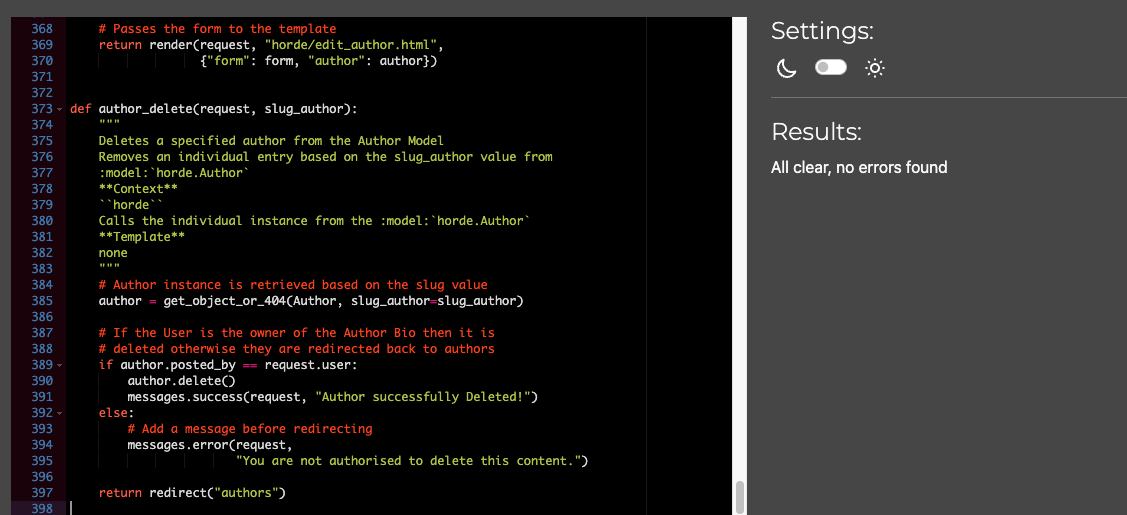 368 # Passes the form to the template
369 return render(request, "horde/edit_author.html",
370 {"form": form, "author": author})
371
372
373 def author_delete(request, slug_author):
374 """
375 Deletes a specified author from the Author Model
376 Removes an individual entry based on the slug_author value from
377 :model:`horde.Author`
378 **Context**
379 ``horde``
380 Calls the individual instance from the :model:`horde.Author`
381 **Template**
382 none
383 """
384 # Author instance is retrieved based on the slug value
385 author = get_object_or_404(Author, slug_author=slug_author)
386
387 # If the User is the owner of the Author Bio then it is
388 # deleted otherwise they are redirected back to authors
389 if author.posted_by == request.user:
390 author.delete()
391 messages.success(request, "Author successfully Deleted!")
392 else:
393 # Add a message before redirecting
394 messages.error(request,
395 "You are not authorised to delete this content.")
396
397 return redirect("authors")
398
Settings:
Results:
All clear, no errors found